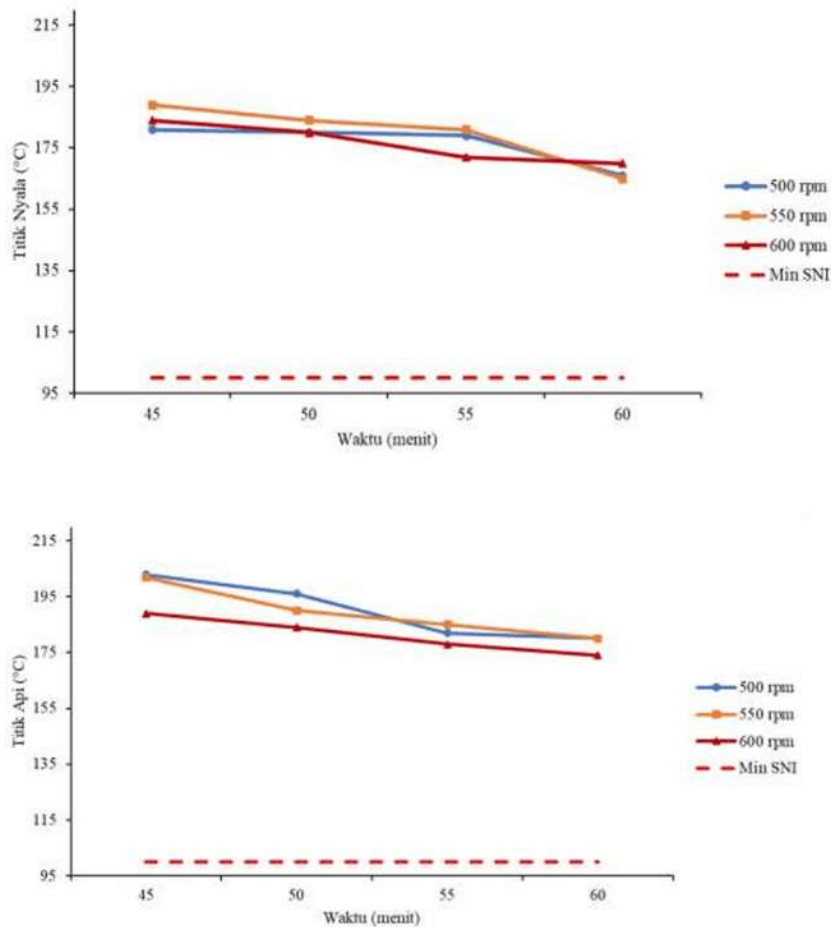 Titik Nyala (°C)
215
195
175
155
135
115
95
45 50 55 60
Waktu (menit)
500 rpm
550 rpm
600 rpm
Min SNI
Titik Api (°C)
215
195
175
155
135
115
95
45 50 55 60
Waktu (menit)
500 rpm
550 rpm
600 rpm
Min SNI